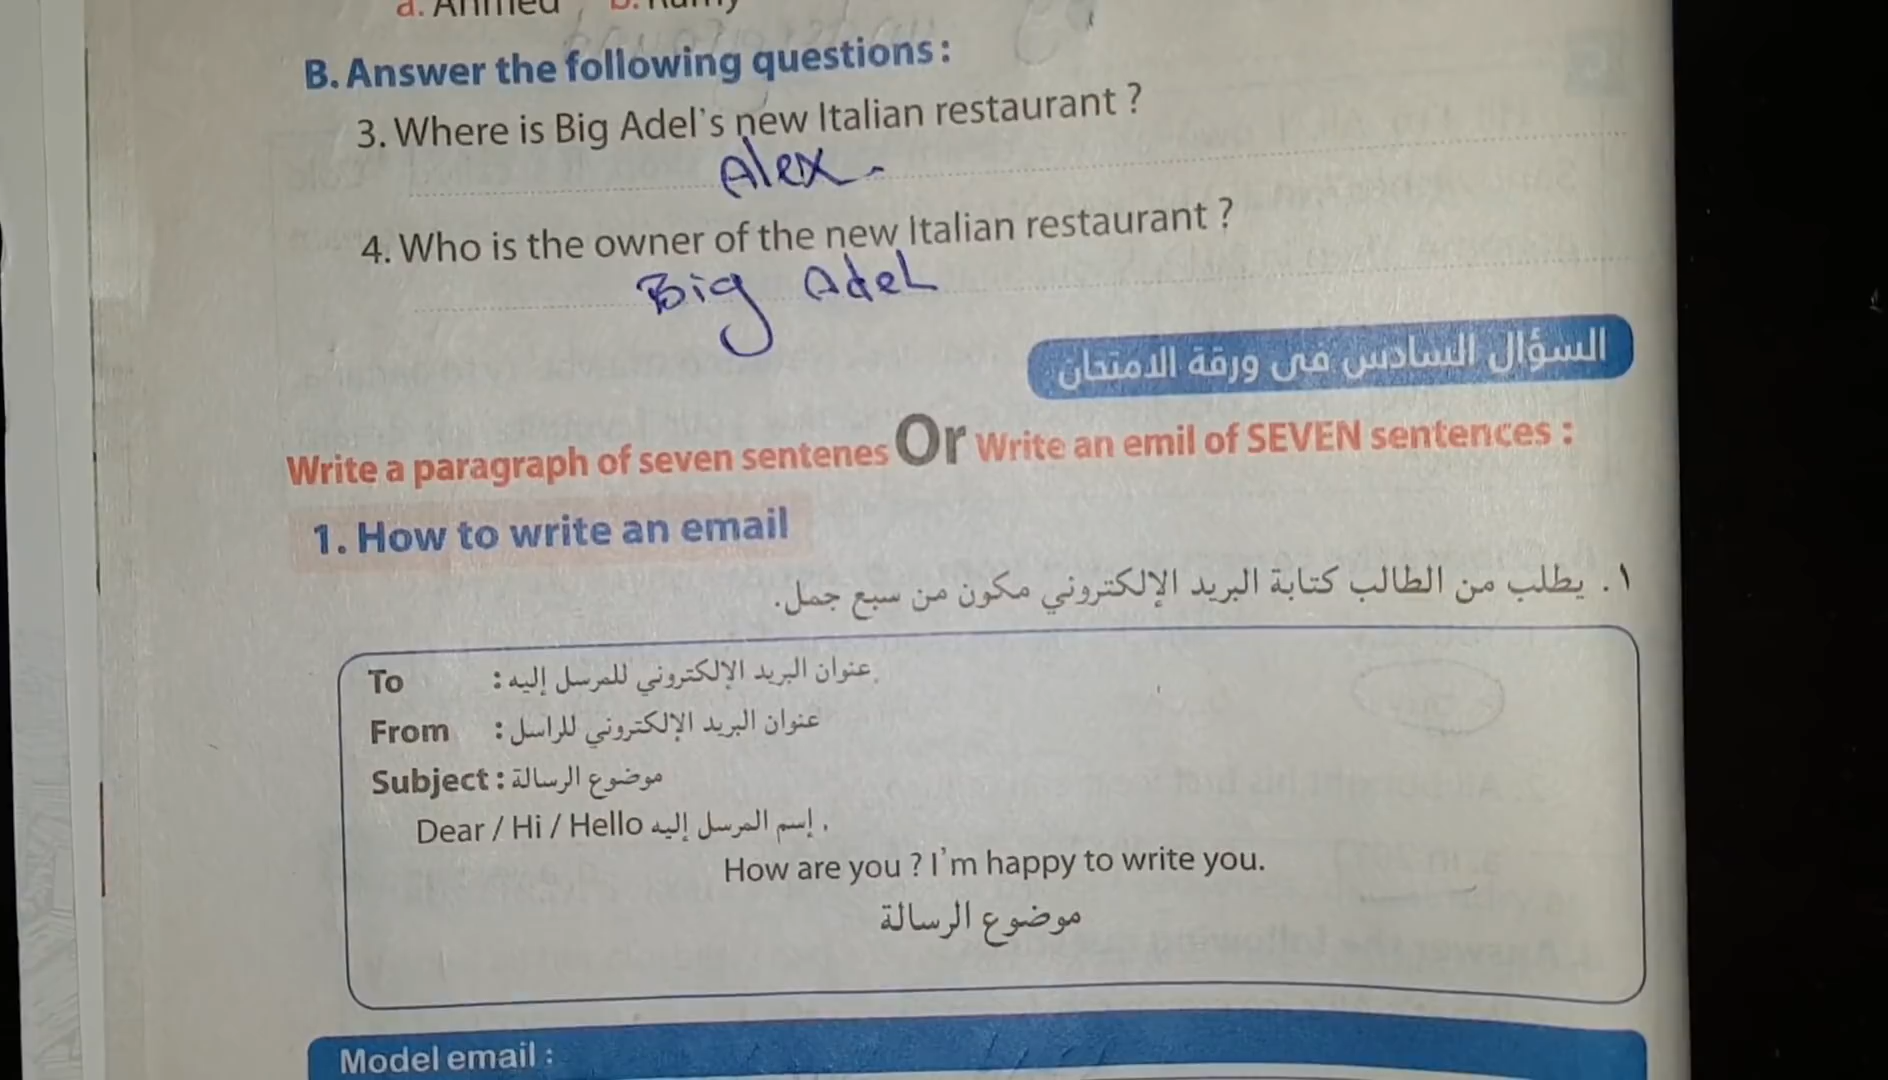 a. Ahmed b. Ramy
B. Answer the following questions :
3. Where is Big Adel's new Italian restaurant ?
Alex
4. Who is the owner of the new Italian restaurant ?
Big Adel
السؤال السادس فى ورقة الامتحان
Write a paragraph of seven sentenes Or Write an emil of SEVEN sentences :
1. How to write an email
١. يطلب من الطالب كتابة البريد الإلكتروني مكون من سبع جمل.
To : عنوان البريد الإلكتروني للمرسل إليه
From : عنوان البريد الإلكتروني للراسل
Subject : موضوع الرسالة
Dear / Hi / Hello إسم المرسل إليه ,
How are you ? I'm happy to write you.
موضوع الرسالة
Model email :